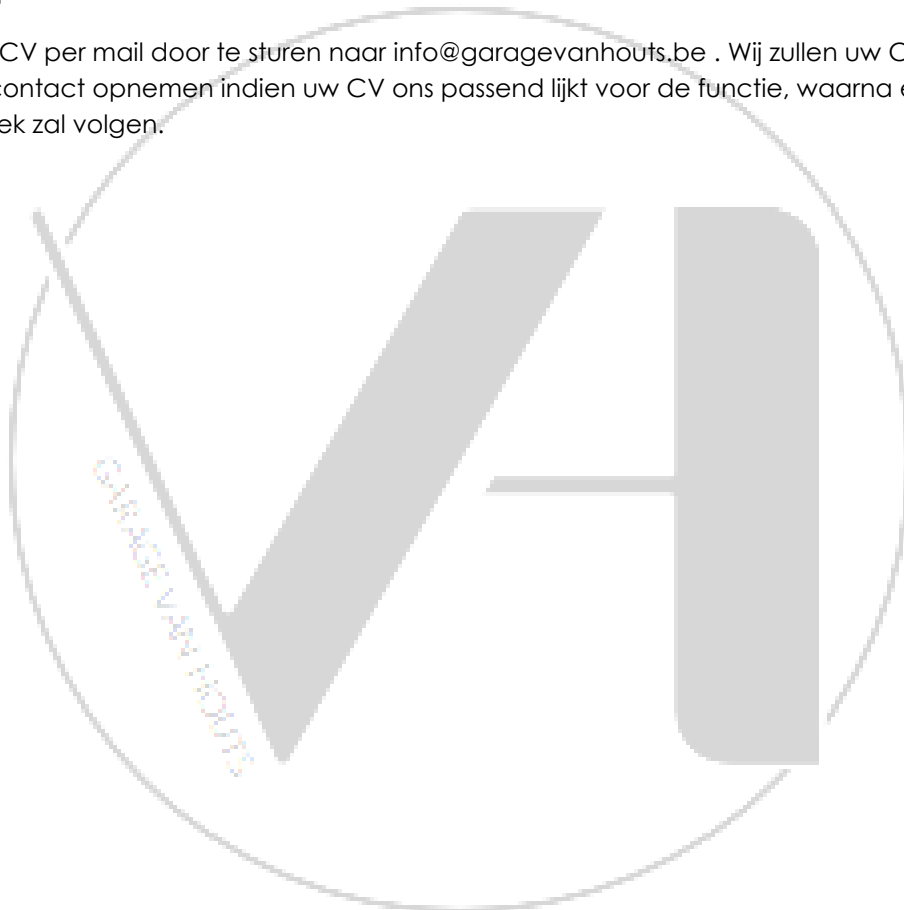 CV per mail door te sturen naar info@garagevanhouts.be . Wij zullen uw
contact opnemen indien uw CV ons passend lijkt voor de functie, waarna
zal volgen.
GARAGE VAN HOUTS